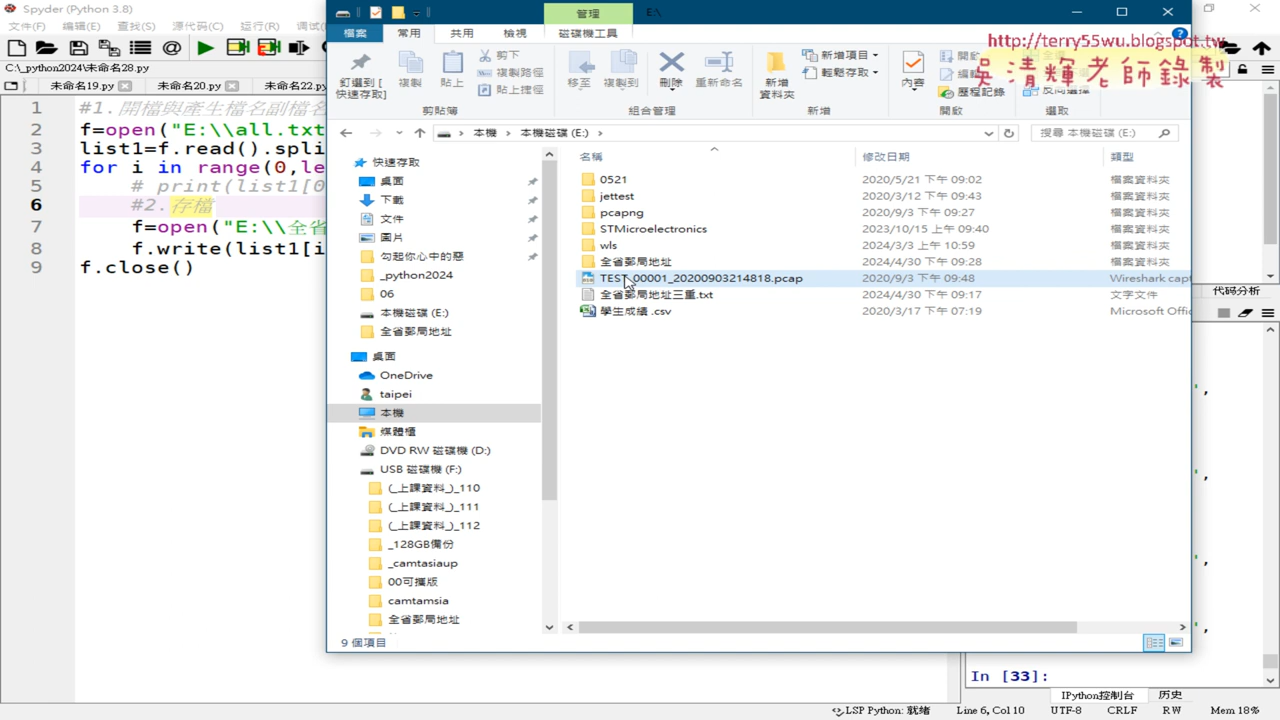 Spyder (Python 3.8)
文件(F) 编辑(E) 查找(S) 源代码(C) 运行(R) 调试(
C:\_python2024\未命名28.py
未命名19.py 未命名20.py 未命名22.py
1 #1.開檔與產生檔名副檔名
2 f=open("E:\\all.txt
3 list1=f.read().spli
4 for i in range(0,le
5 # print(list1[0
6 #2.存檔
7 f=open("E:\\全省
8 f.write(list1[i
9 f.close()
管理 E:\
檔案 常用 共用 檢視 磁碟機工具
釘選到 [快速存取] 複製 貼上 剪下 複製路徑 貼上捷徑
移至 複製到 刪除 重新命名
新增資料夾 新增項目 輕鬆存取
內容 歷程記錄
剪貼簿 組合管理 新增 開啟 選取
http://terry55wu.blogspot.tw
吳清輝老師錄製
本機 本機磁碟 (E:) 搜尋 本機磁碟 (E:)
名稱 修改日期 類型
0521 2020/5/21 下午 09:02 檔案資料夾
jettest 2020/3/12 下午 09:43 檔案資料夾
pcapng 2020/9/3 下午 09:27 檔案資料夾
STMicroelectronics 2023/10/15 上午 09:40 檔案資料夾
wls 2024/3/3 上午 10:59 檔案資料夾
全省郵局地址 2024/4/30 下午 09:28 檔案資料夾
TEST_00001_20200903214818.pcap 2020/9/3 下午 09:48 Wireshark capt
全省郵局地址三重.txt 2024/4/30 下午 09:17 文字文件
學生成績 .csv 2020/3/17 下午 07:19 Microsoft Offic
快速存取
桌面
下載
文件
圖片
勾起你心中的惡
_python2024
06
本機磁碟 (E:)
全省郵局地址
桌面
OneDrive
taipei
本機
媒體櫃
DVD RW 磁碟機 (D:)
USB 磁碟機 (F:)
(_上課資料_)_110
(_上課資料_)_111
(_上課資料_)_112
_128GB備份
_camtasiaup
00可攜版
camtamsia
全省郵局地址
9 個項目
代码分析
In [33]:
IPython控制台 历史
LSP Python: 就绪 Line 6, Col 10 UTF-8 CRLF RW Mem 18%